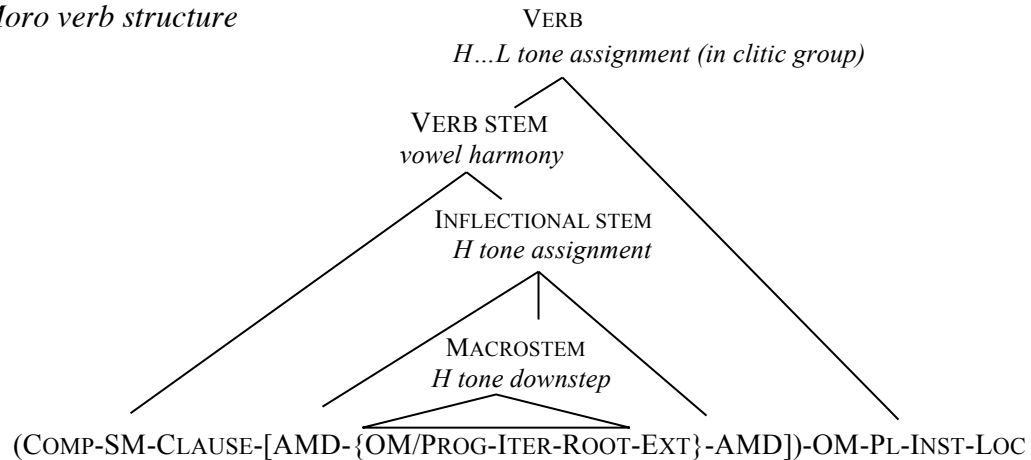 verb structure
VERB
H…L tone assignment (in clitic group)
VERB STEM
vowel harmony
INFLECTIONAL STEM
H tone assignment
MACROSTEM
H tone downstep
(COMP-SM-CLAUSE-[AMD-{OM/PROG-ITER-ROOT-EXT}-AMD])-OM-PL-INST-LOC